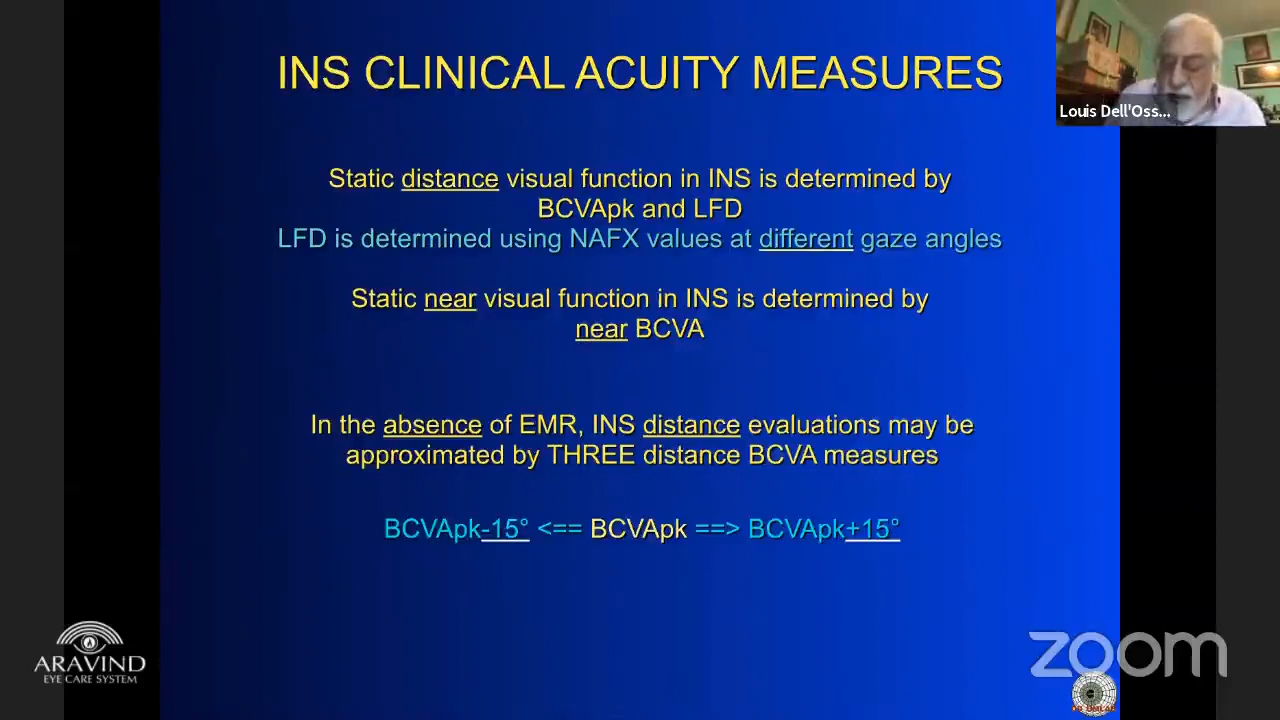 INS CLINICAL ACUITY MEASURES
Louis Dell'Oss...
Static distance visual function in INS is determined by
BCVApk and LFD
LFD is determined using NAFX values at different gaze angles
Static near visual function in INS is determined by
near BCVA
In the absence of EMR, INS distance evaluations may be
approximated by THREE distance BCVA measures
BCVApk-15° <== BCVApk ==> BCVApk+15°
ARAVIND
EYE CARE SYSTEM
zoom